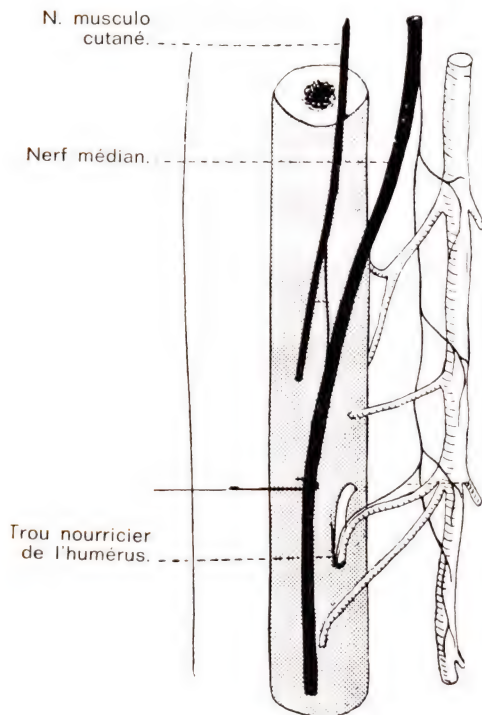 N. musculo
cutané.
Nerf médian.
Trou nourricier
de l'humérus.